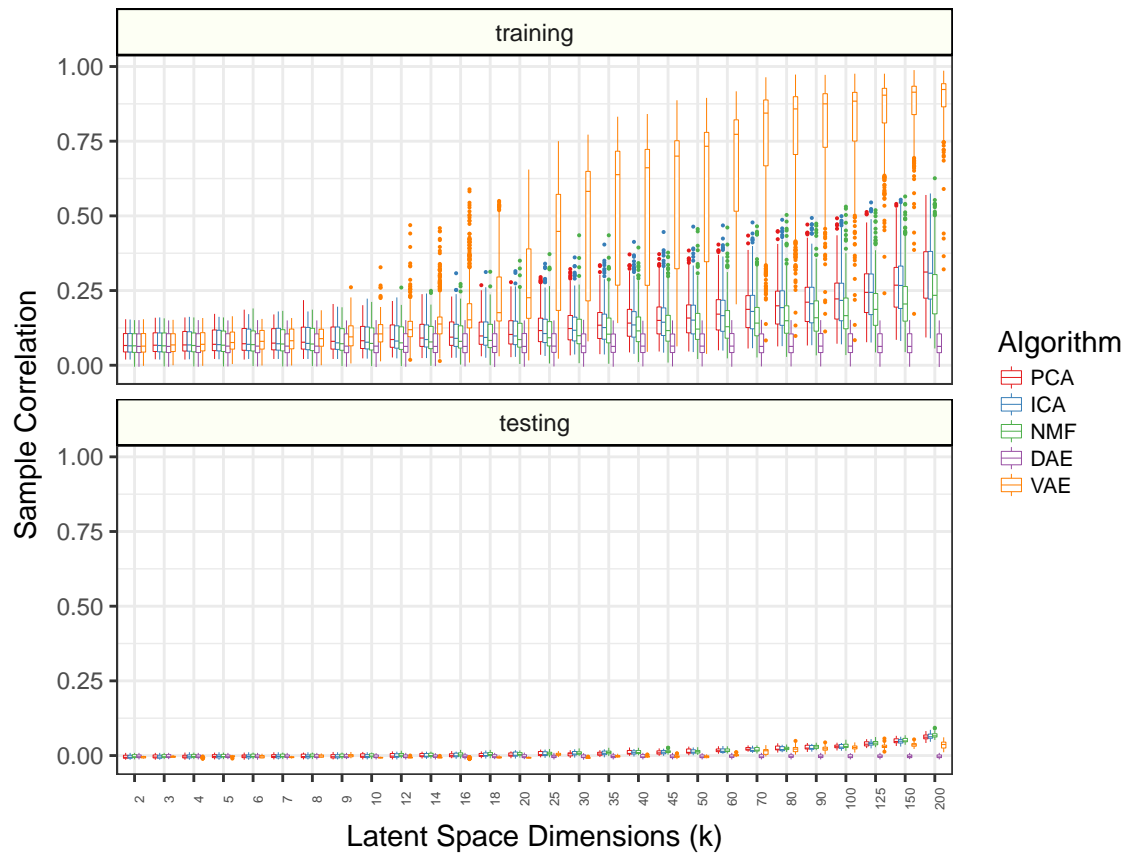 training
1.00
0.75
0.50
0.25
0.00
testing
1.00
0.75
0.50
0.25
0.00
Sample Correlation
2 3 4 5 6 7 8 9 10 12 14 16 18 20 25 30 35 40 45 50 60 70 80 90 100 125 150 200
Latent Space Dimensions (k)
Algorithm
PCA
ICA
NMF
DAE
VAE